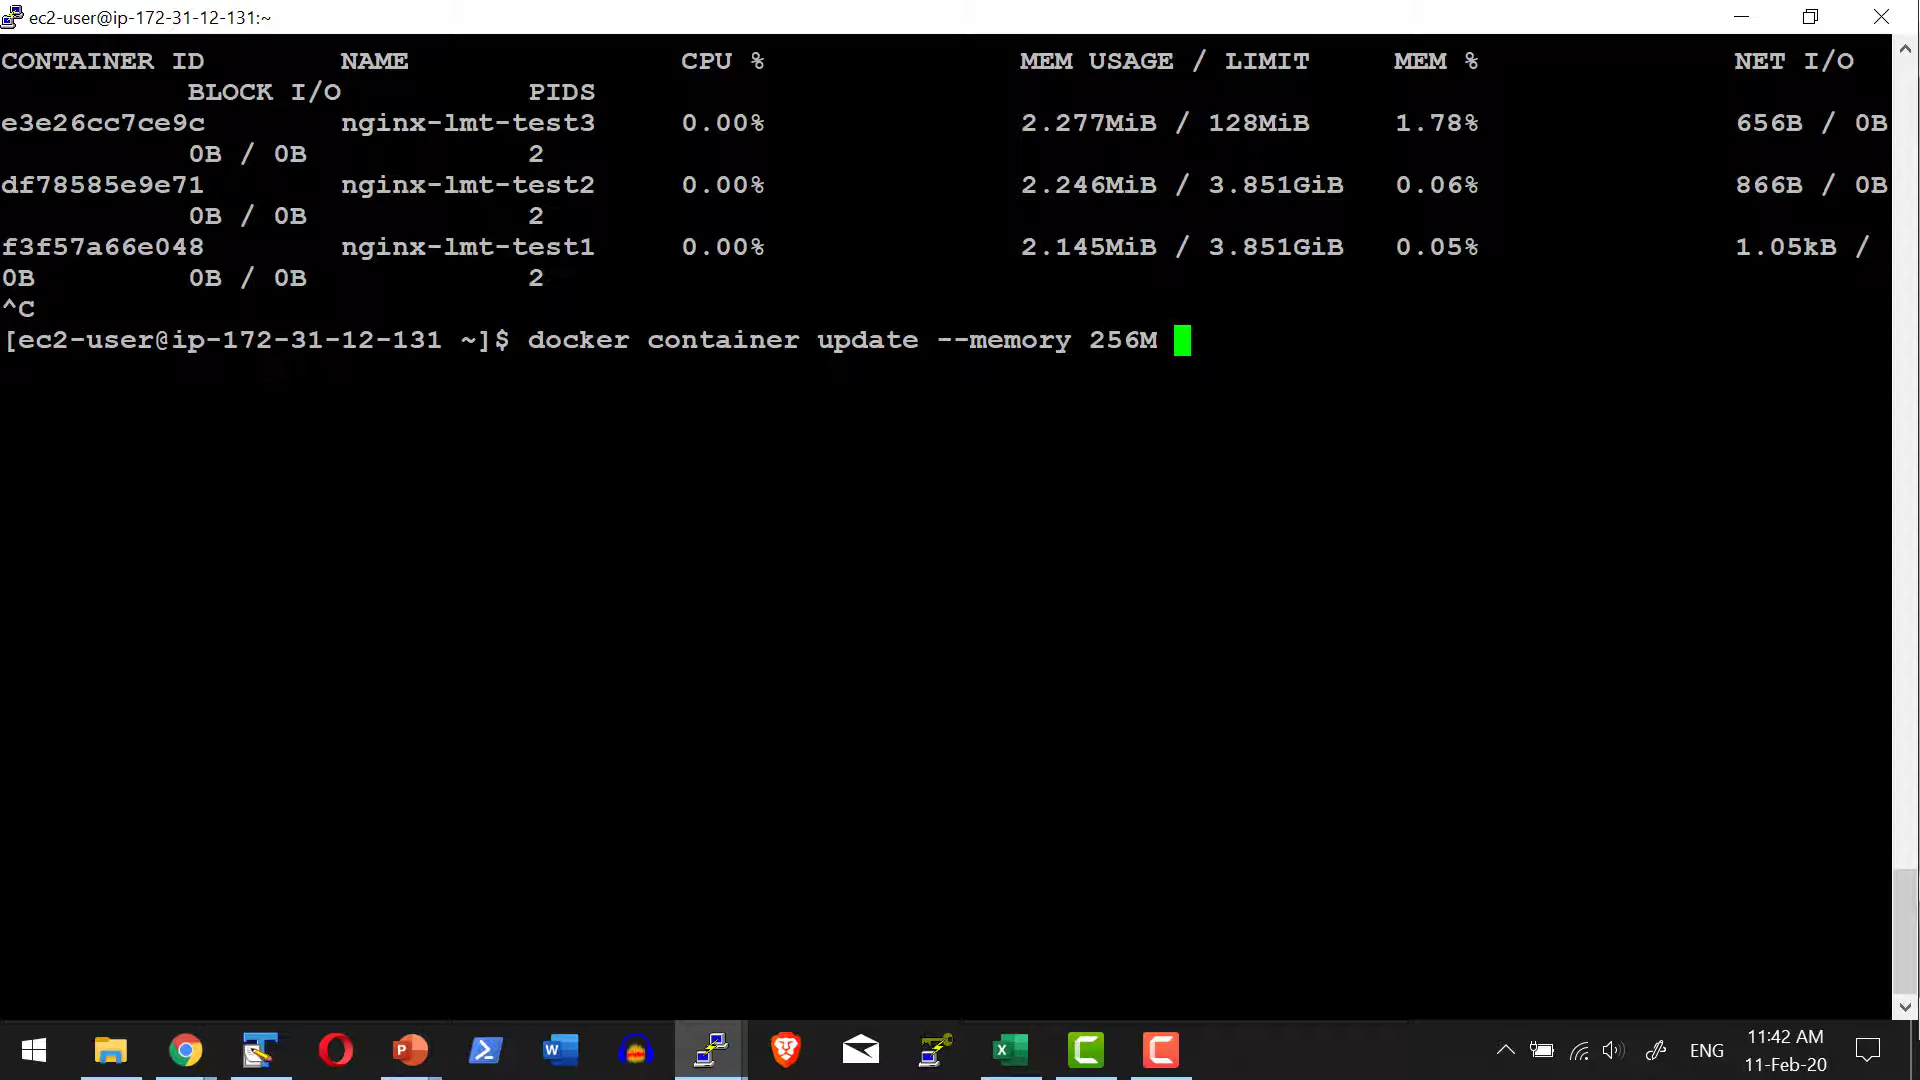 ec2-user@ip-172-31-12-131:~
CONTAINER ID NAME CPU % MEM USAGE / LIMIT MEM % NET I/O
BLOCK I/O PIDS
e3e26cc7ce9c nginx-lmt-test3 0.00% 2.277MiB / 128MiB 1.78% 656B / 0B
0B / 0B 2
df78585e9e71 nginx-lmt-test2 0.00% 2.246MiB / 3.851GiB 0.06% 866B / 0B
0B / 0B 2
f3f57a66e048 nginx-lmt-test1 0.00% 2.145MiB / 3.851GiB 0.05% 1.05kB /
0B 0B / 0B 2
^C
[ec2-user@ip-172-31-12-131 ~]$ docker container update --memory 256M
ENG
11:42 AM
11-Feb-20